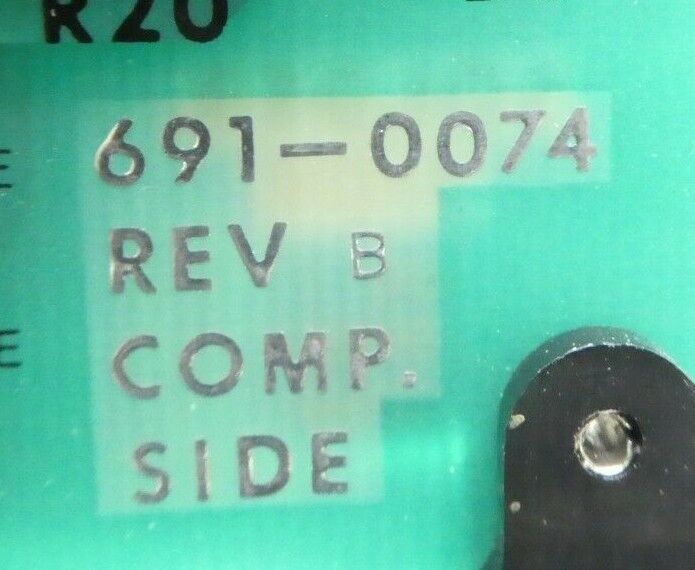 R20
691-0074
REV B
COMP.
SIDE